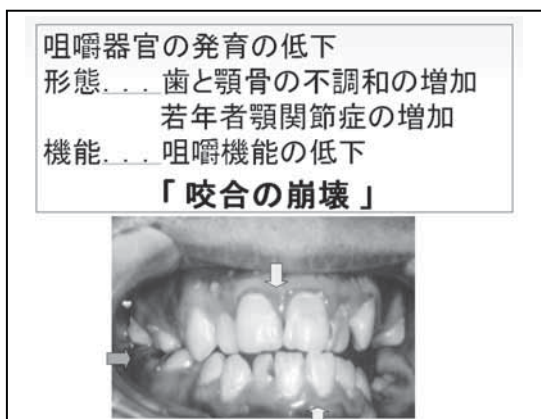 咀嚼器官の発育の低下
形態...歯と顎骨の不調和の増加
若年者顎関節症の増加
機能...咀嚼機能の低下
「咬合の崩壊」